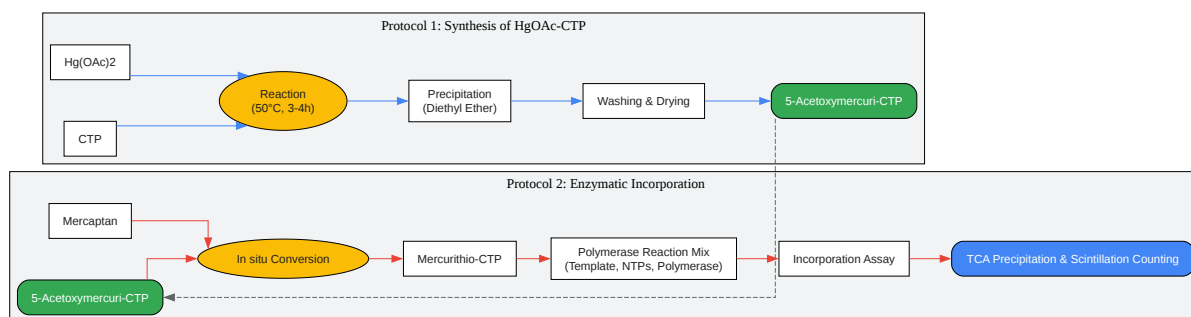 Protocol 1: Synthesis of HgOAc-CTP
Hg(OAc)2
CTP
Reaction
(50°C, 3-4h)
Precipitation
(Diethyl Ether)
Washing & Drying
5-Acetoxymercuri-CTP
Protocol 2: Enzymatic Incorporation
Mercaptan
5-Acetoxymercuri-CTP
In situ Conversion
Mercurithio-CTP
Polymerase Reaction Mix
(Template, NTPs, Polymerase)
Incorporation Assay
TCA Precipitation & Scintillation Counting